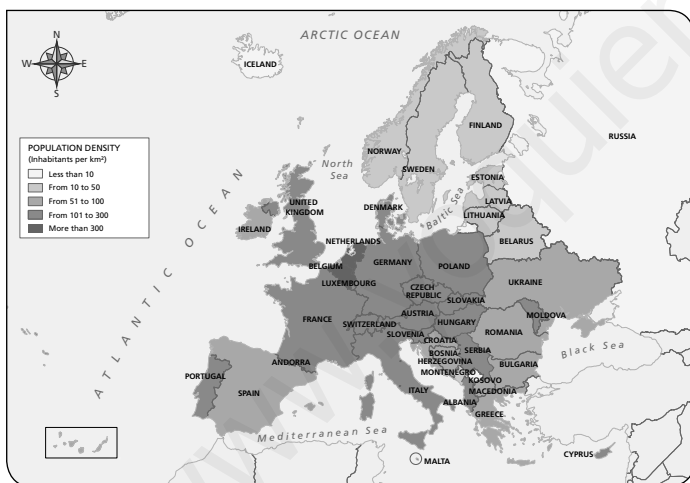 ARCTIC OCEAN
N
W
E
S
ICELAND
POPULATION DENSITY
(Inhabitants per km²)
Less than 10
From 10 to 50
From 51 to 100
From 101 to 300
More than 300
ATLANTIC OCEAN
North
Sea
NORWAY
SWEDEN
FINLAND
RUSSIA
Baltic Sea
ESTONIA
LATVIA
LITHUANIA
BELARUS
UNITED
KINGDOM
IRELAND
DENMARK
NETHERLANDS
BELGIUM
LUXEMBOURG
GERMANY
POLAND
CZECH
REPUBLIC
SLOVAKIA
UKRAINE
MOLDOVA
FRANCE
SWITZERLAND
AUSTRIA
HUNGARY
SLOVENIA
CROATIA
ROMANIA
BOSNIA-
HERZEGOVINA
SERBIA
MONTENEGRO
KOSOVO
BULGARIA
Black Sea
MACEDONIA
ALBANIA
GREECE
ITALY
ANDORRA
PORTUGAL
SPAIN
Mediterranean Sea
MALTA
CYPRUS